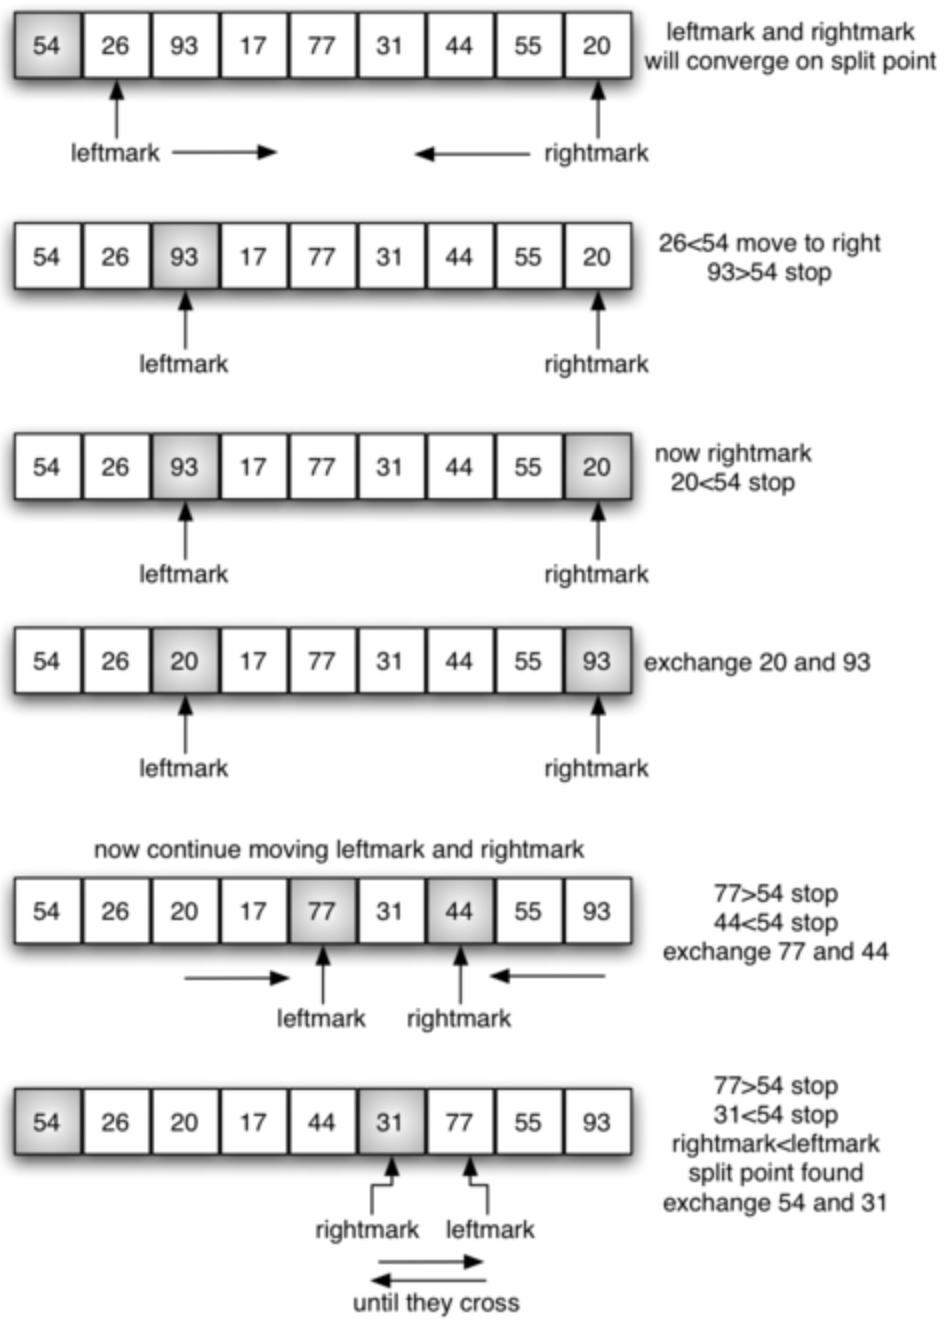 54 26 93 17 77 31 44 55 20
leftmark and rightmark
will converge on split point
leftmark rightmark
54 26 93 17 77 31 44 55 20
26<54 move to right
93>54 stop
leftmark rightmark
54 26 93 17 77 31 44 55 20
now rightmark
20<54 stop
leftmark rightmark
54 26 20 17 77 31 44 55 93
exchange 20 and 93
leftmark rightmark
now continue moving leftmark and rightmark
54 26 20 17 77 31 44 55 93
77>54 stop
44<54 stop
exchange 77 and 44
leftmark rightmark
54 26 20 17 44 31 77 55 93
77>54 stop
31<54 stop
rightmark<leftmark
split point found
exchange 54 and 31
rightmark leftmark
until they cross